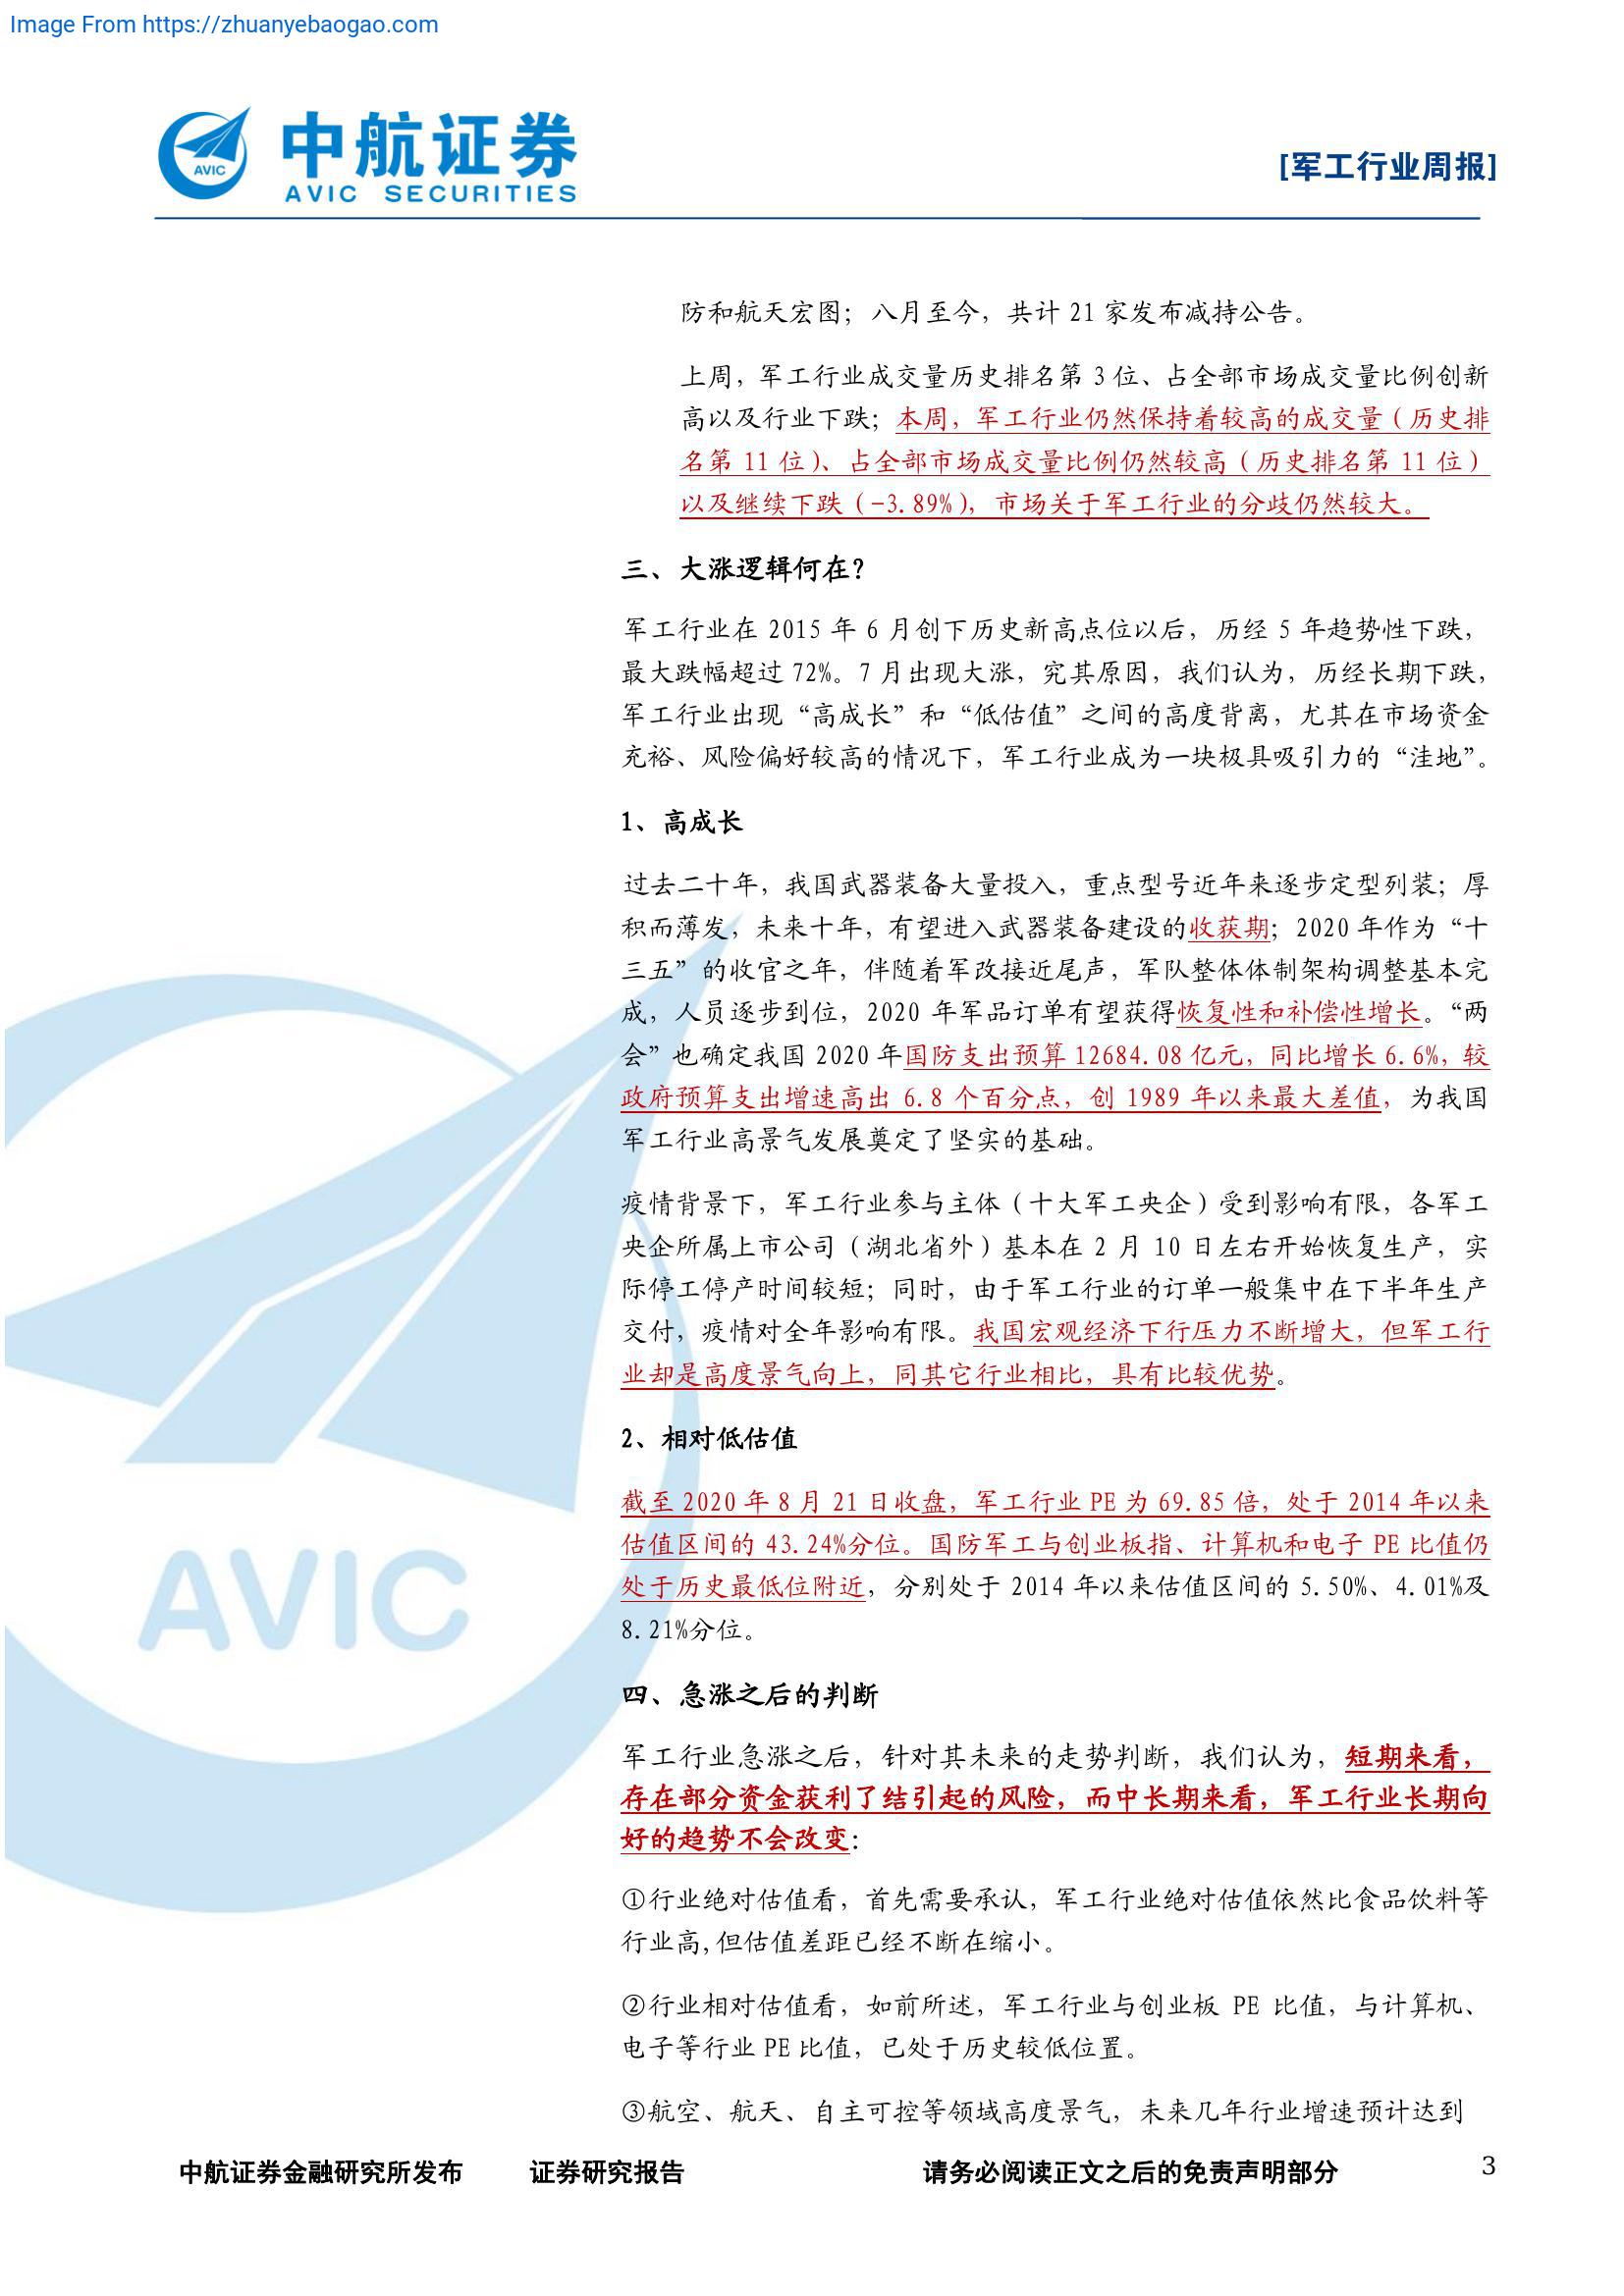 Image From https://zhuanyebaogao.com
AVIC
中航证券
AVIC SECURITIES
[军工行业周报]
防和航天宏图；八月至今，共计 21 家发布减持公告。
上周，军工行业成交量历史排名第 3 位、占全部市场成交量比例创新
高以及行业下跌；本周，军工行业仍然保持着较高的成交量（历史排
名第 11 位）、占全部市场成交量比例仍然较高（历史排名第 11 位）
以及继续下跌（-3.89%），市场关于军工行业的分歧仍然较大。
三、大涨逻辑何在？
军工行业在 2015 年 6 月创下历史新高点位以后，历经 5 年趋势性下跌，
最大跌幅超过 72%。7 月出现大涨，究其原因，我们认为，历经长期下跌，
军工行业出现“高成长”和“低估值”之间的高度背离，尤其在市场资金
充裕、风险偏好较高的情况下，军工行业成为一块极具吸引力的“洼地”。
1、高成长
过去二十年，我国武器装备大量投入，重点型号近年来逐步定型列装；厚
积而薄发，未来十年，有望进入武器装备建设的收获期；2020 年作为“十
三五”的收官之年，伴随着军改接近尾声，军队整体体制架构调整基本完
成，人员逐步到位，2020 年军品订单有望获得恢复性和补偿性增长。“两
会”也确定我国 2020 年国防支出预算 12684.08 亿元，同比增长 6.6%，较
政府预算支出增速高出 6.8 个百分点，创 1989 年以来最大差值，为我国
军工行业高景气发展奠定了坚实的基础。
疫情背景下，军工行业参与主体（十大军工央企）受到影响有限，各军工
央企所属上市公司（湖北省外）基本在 2 月 10 日左右开始恢复生产，实
际停工停产时间较短；同时，由于军工行业的订单一般集中在下半年生产
交付，疫情对全年影响有限。我国宏观经济下行压力不断增大，但军工行
业却是高度景气向上，同其它行业相比，具有比较优势。
2、相对低估值
截至 2020 年 8 月 21 日收盘，军工行业 PE 为 69.85 倍，处于 2014 年以来
估值区间的 43.24%分位。国防军工与创业板指、计算机和电子 PE 比值仍
处于历史最低位附近，分别处于 2014 年以来估值区间的 5.50%、4.01%及
8.21%分位。
AVIC
四、急涨之后的判断
军工行业急涨之后，针对其未来的走势判断，我们认为，短期来看，
存在部分资金获利了结引起的风险，而中长期来看，军工行业长期向
好的趋势不会改变：
①行业绝对估值看，首先需要承认，军工行业绝对估值依然比食品饮料等
行业高,但估值差距已经不断在缩小。
②行业相对估值看，如前所述，军工行业与创业板 PE 比值，与计算机、
电子等行业 PE 比值，已处于历史较低位置。
③航空、航天、自主可控等领域高度景气，未来几年行业增速预计达到
中航证券金融研究所发布 证券研究报告 请务必阅读正文之后的免责声明部分 3